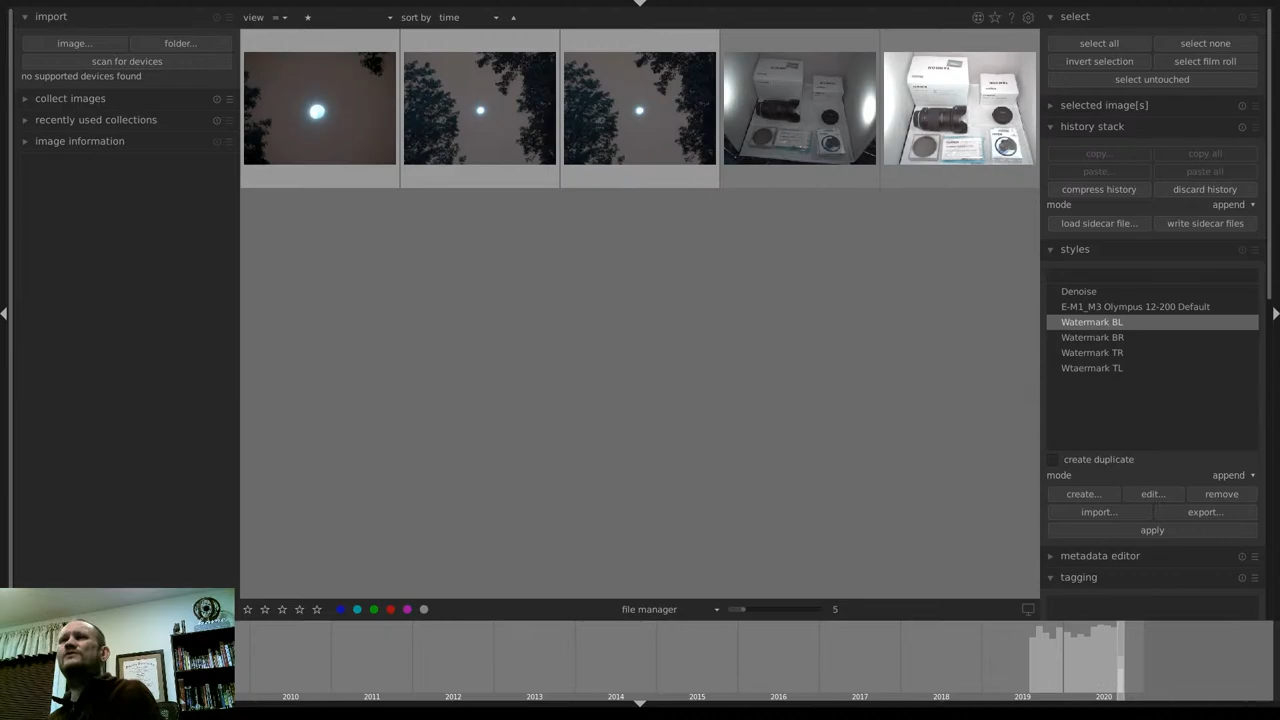 import
image...
folder...
scan for devices
no supported devices found
collect images
recently used collections
image information
view = ★ sort by time
?
select
select all
select none
invert selection
select film roll
select untouched
selected image[s]
history stack
copy...
copy all
paste...
paste all
compress history
discard history
mode append
load sidecar file...
write sidecar files
styles
Denoise
E-M1_M3 Olympus 12-200 Default
Watermark BL
Watermark BR
Watermark TR
Wtaermark TL
create duplicate
mode append
create...
edit...
remove
import...
export...
apply
metadata editor
tagging
file manager
5
2010 2011 2012 2013 2014 2015 2016 2017 2018 2019 2020